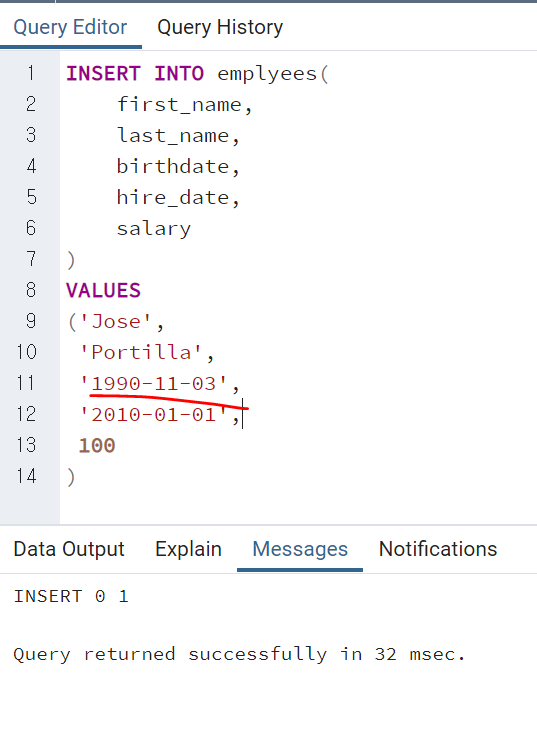 Query Editor Query History
1 INSERT INTO emplyees(
2 first_name,
3 last_name,
4 birthdate,
5 hire_date,
6 salary
7 )
8 VALUES
9 ('Jose',
10 'Portilla',
11 '1990-11-03',
12 '2010-01-01',
13 100
14 )
Data Output Explain Messages Notifications
INSERT 0 1
Query returned successfully in 32 msec.